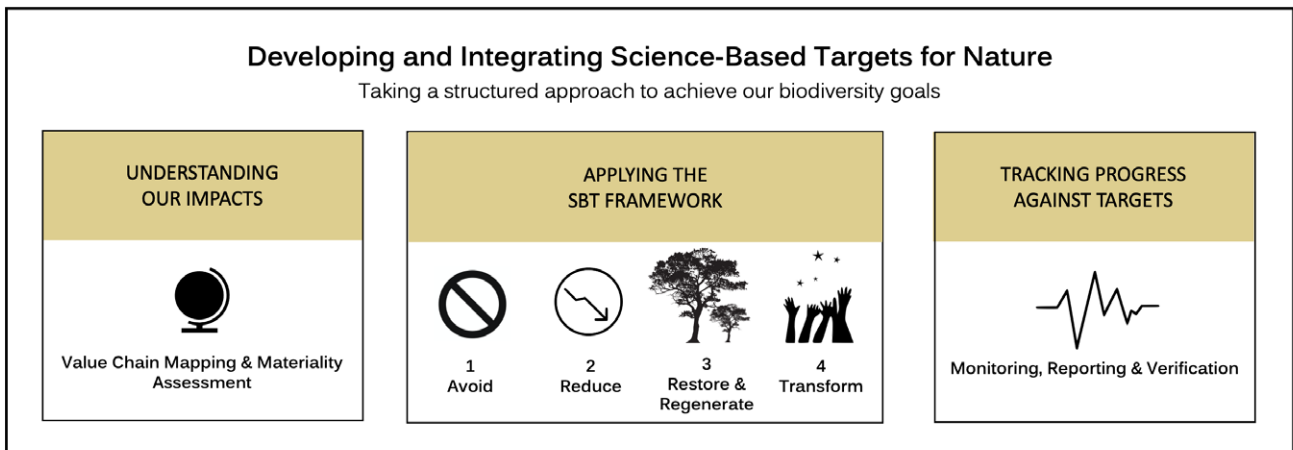 Developing and Integrating Science-Based Targets for Nature
Taking a structured approach to achieve our biodiversity goals
UNDERSTANDING
OUR IMPACTS
Value Chain Mapping & Materiality
Assessment
APPLYING THE
SBT FRAMEWORK
1
Avoid
2
Reduce
3
Restore &
Regenerate
4
Transform
TRACKING PROGRESS
AGAINST TARGETS
Monitoring, Reporting & Verification